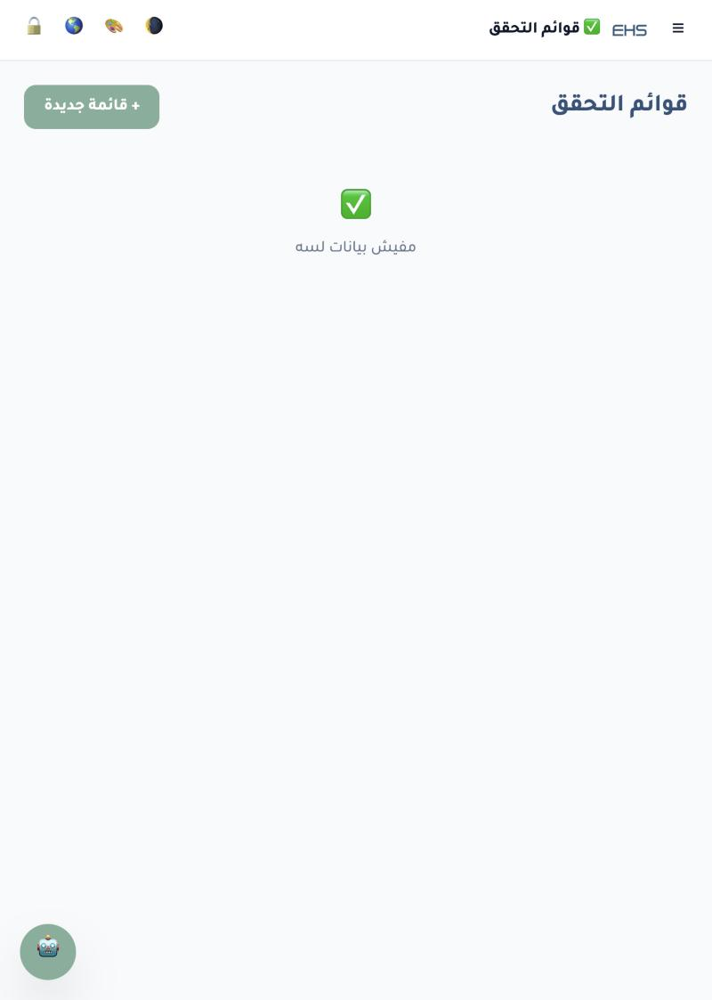 ≡ EHS ✅ قوائم التحقق
قوائم التحقق
+ قائمة جديدة
مفيش بيانات لسه